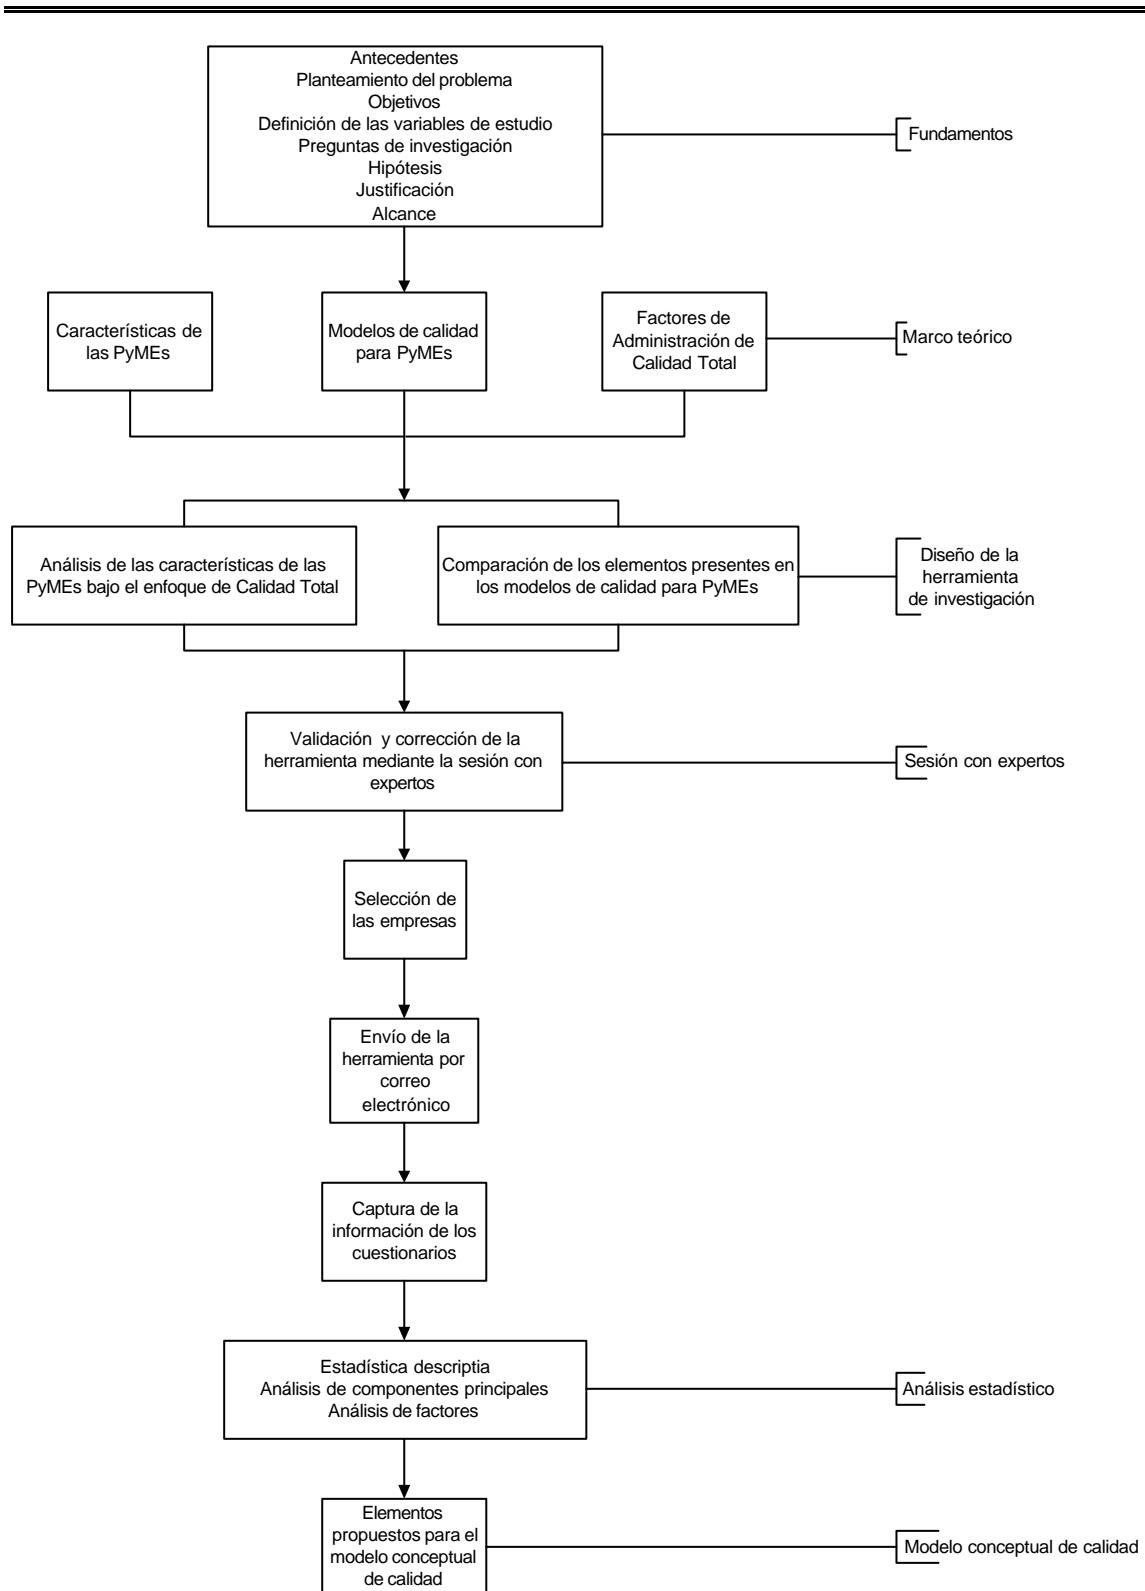 Antecedentes
Planteamiento del problema
Objetivos
Definición de las variables de estudio
Preguntas de investigación
Hipótesis
Justificación
Alcance
Fundamentos
Características de
las PyMEs
Modelos de calidad
para PyMEs
Factores de
Administración de
Calidad Total
Marco teórico
Análisis de las características de las
PyMEs bajo el enfoque de Calidad Total
Comparación de los elementos presentes en
los modelos de calidad para PyMEs
Diseño de la
herramienta
de investigación
Validación y corrección de la
herramienta mediante la sesión con
expertos
Sesión con expertos
Selección de
las empresas
Envío de la
herramienta por
correo
electrónico
Captura de la
información de los
cuestionarios
Estadística descriptia
Análisis de componentes principales
Análisis de factores
Análisis estadístico
Elementos
propuestos para el
modelo conceptual
de calidad
Modelo conceptual de calidad